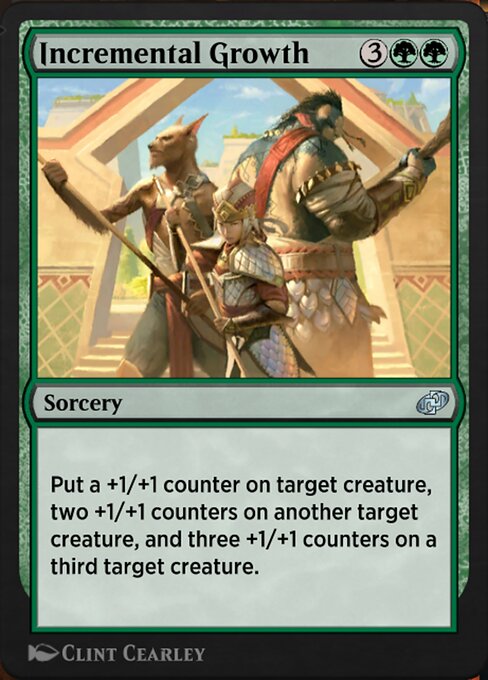 Incremental Growth 3
Sorcery
Put a +1/+1 counter on target creature,
two +1/+1 counters on another target
creature, and three +1/+1 counters on a
third target creature.
Clint Cearley